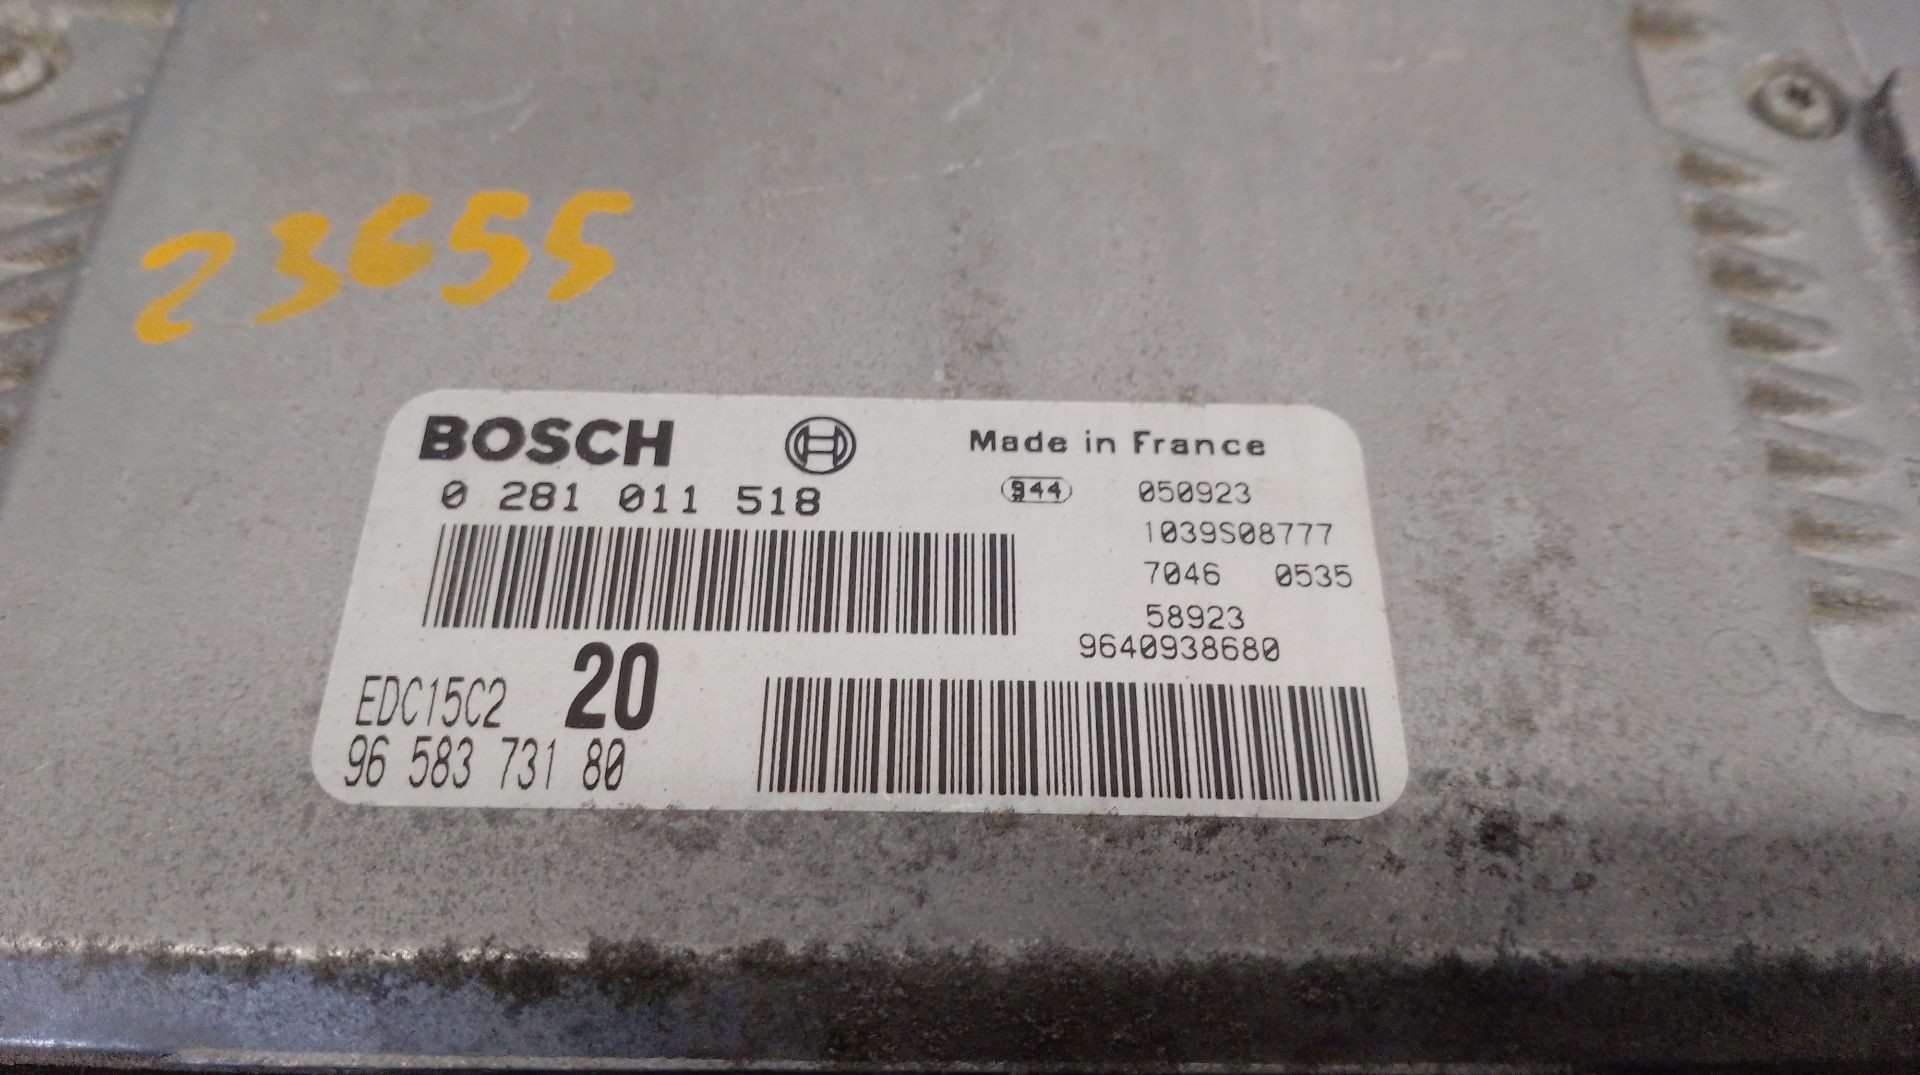 23655
BOSCH
Made in France
0 281 011 518
944
050923
1039S08777
7046 0535
58923
9640938680
EDC15C2 20
96 583 731 80